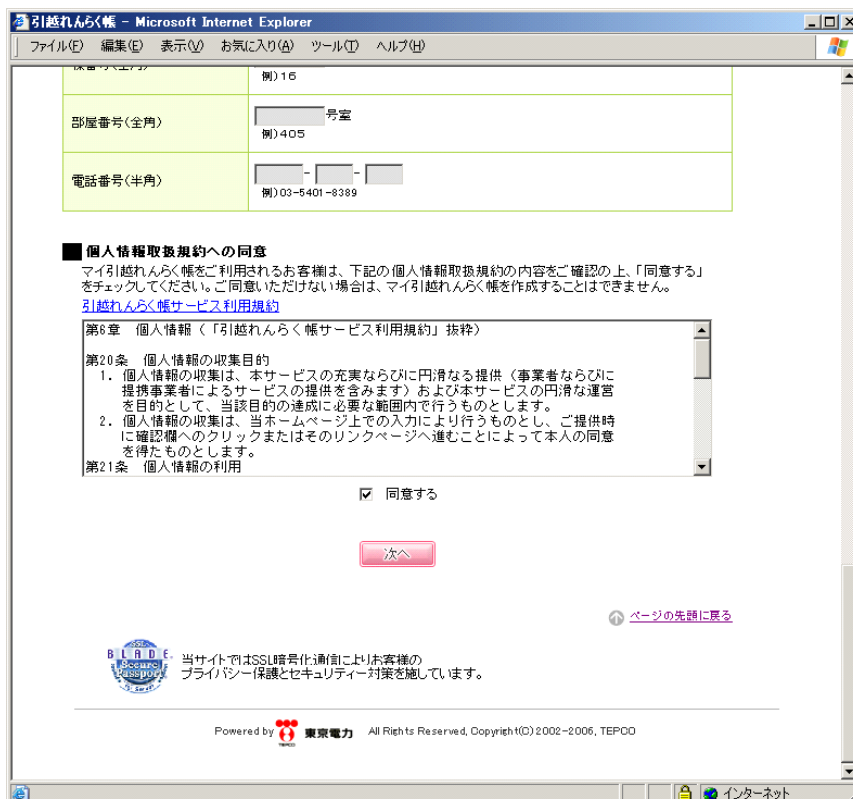 引越れんらく帳 - Microsoft Internet Explorer
ファイル(F) 編集(E) 表示(V) お気に入り(A) ツール(T) ヘルプ(H)
例)16
部屋番号(全角)
号室
例)405
電話番号(半角)
- -
例)03-5401-8389
個人情報取扱規約への同意
マイ引越れんらく帳をご利用されるお客様は、下記の個人情報取扱規約の内容をご確認の上、「同意する」
をチェックしてください。ご同意いただけない場合は、マイ引越れんらく帳を作成することはできません。
引越れんらく帳サービス利用規約
第6章 個人情報(「引越れんらく帳サービス利用規約」抜粋)
第20条 個人情報の収集目的
1. 個人情報の収集は、本サービスの充実ならびに円滑なる提供(事業者ならびに
提携事業者によるサービスの提供を含みます)および本サービスの円滑な運営
を目的として、当該目的の達成に必要な範囲内で行うものとします。
2. 個人情報の収集は、当ホームページ上での入力により行うものとし、ご提供時
に確認欄へのクリックまたはそのリンクページへ進むことによって本人の同意
を得たものとします。
第21条 個人情報の利用
同意する
次へ
ページの先頭に戻る
SSL
BLADE
Secure
Passport
当サイトではSSL暗号化通信によりお客様の
プライバシー保護とセキュリティー対策を施しています。
Powered by TEPCO 東京電力 All Rights Reserved, Copyright(C)2002-2006, TEPCO
インターネット